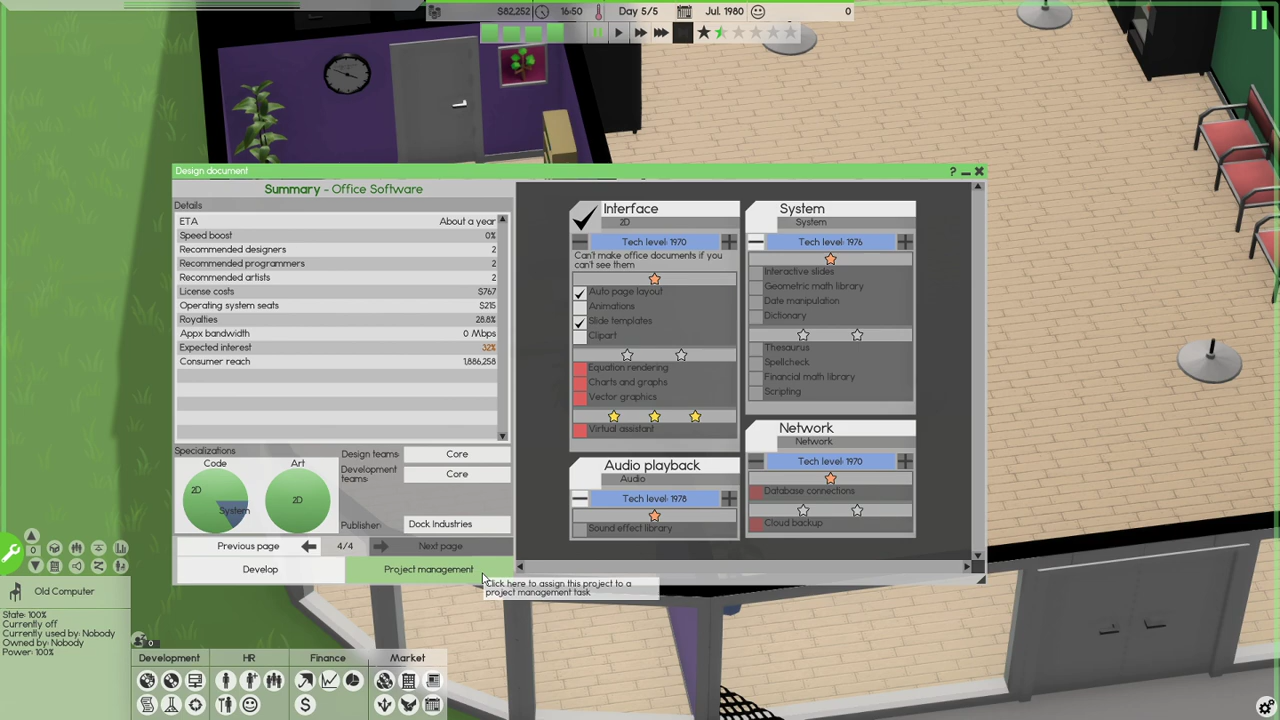 $82,252 16:50 Day 5/5 Jul. 1980 0
Design document
? 
Summary - Office Software
Details
ETA About a year
Speed boost 0%
Recommended designers 2
Recommended programmers 2
Recommended artists 2
License costs $767
Operating system seats $215
Royalties 28.8%
Appx bandwidth 0 Mbps
Expected interest 32%
Consumer reach 1,886,258
Specializations
Code Art
2D
System
2D
Design teams: Core
Development teams: Core
Publisher: Dock Industries
Previous page 4/4 Next page
Develop Project management
Interface
2D
Tech level: 1970
Can't make office documents if you
can't see them
Auto page layout
Animations
Slide templates
Clipart
Equation rendering
Charts and graphs
Vector graphics
Virtual assistant
Audio playback
Audio
Tech level: 1978
Sound effect library
System
System
Tech level: 1976
Interactive slides
Geometric math library
Date manipulation
Dictionary
Thesaurus
Spellcheck
Financial math library
Scripting
Network
Network
Tech level: 1970
Database connections
Cloud backup
Click here to assign this project to a
project management task
0
Old Computer
State: 100%
Currently off
Currently used by: Nobody
Owned by: Nobody
Power: 100%
0
Development HR Finance Market
$